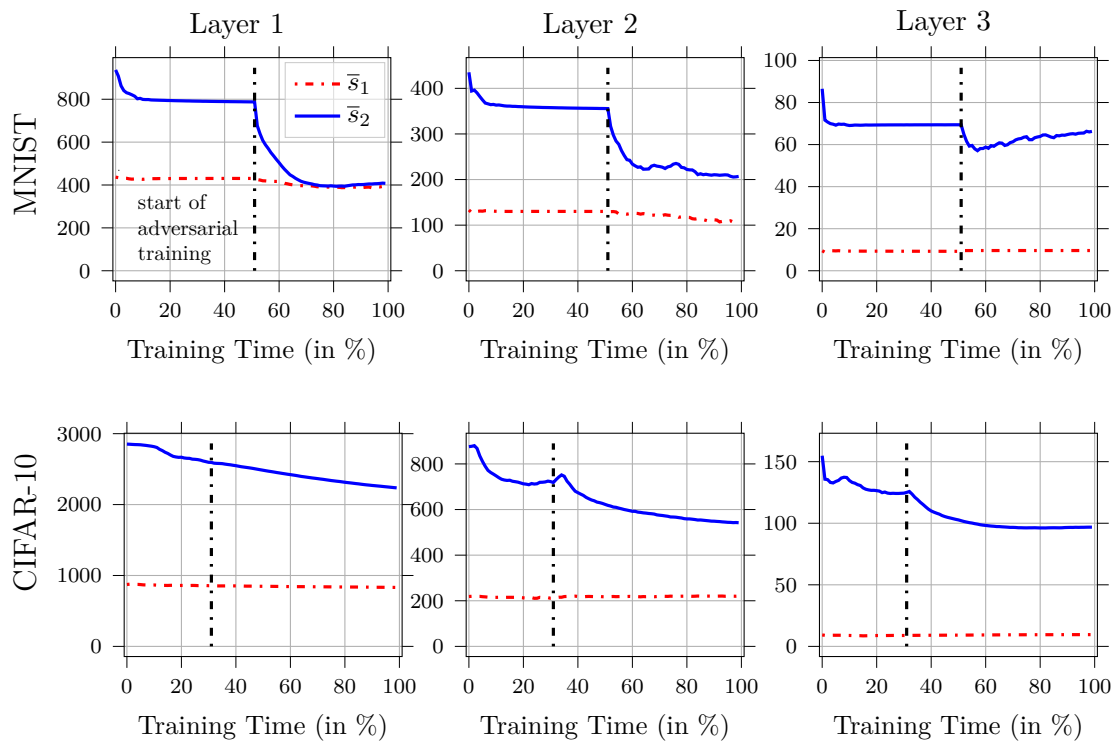 Layer 1
Layer 2
Layer 3
MNIST
800
600
400
200
0
s̅₁
s̅₂
start of
adversarial
training
0 20 40 60 80 100
Training Time (in %)
400
300
200
100
0
0 20 40 60 80 100
Training Time (in %)
100
80
60
40
20
0
0 20 40 60 80 100
Training Time (in %)
CIFAR-10
3000
2000
1000
0
0 20 40 60 80 100
Training Time (in %)
800
600
400
200
0
0 20 40 60 80 100
Training Time (in %)
150
100
50
0
0 20 40 60 80 100
Training Time (in %)